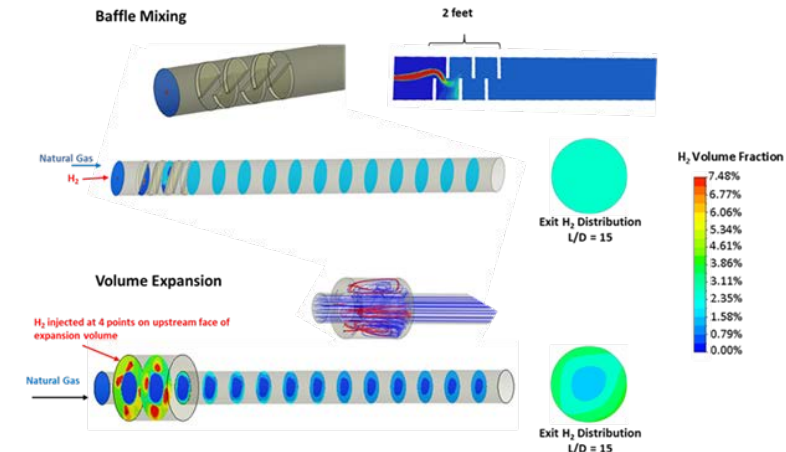 Baffle Mixing
2 feet
Natural Gas
H₂
Exit H₂ Distribution
L/D = 15
H₂ Volume Fraction
7.48%
6.77%
6.06%
5.34%
4.61%
3.86%
3.11%
2.35%
1.58%
0.79%
0.00%
Volume Expansion
H₂ injected at 4 points on upstream face of
expansion volume
Natural Gas
Exit H₂ Distribution
L/D = 15